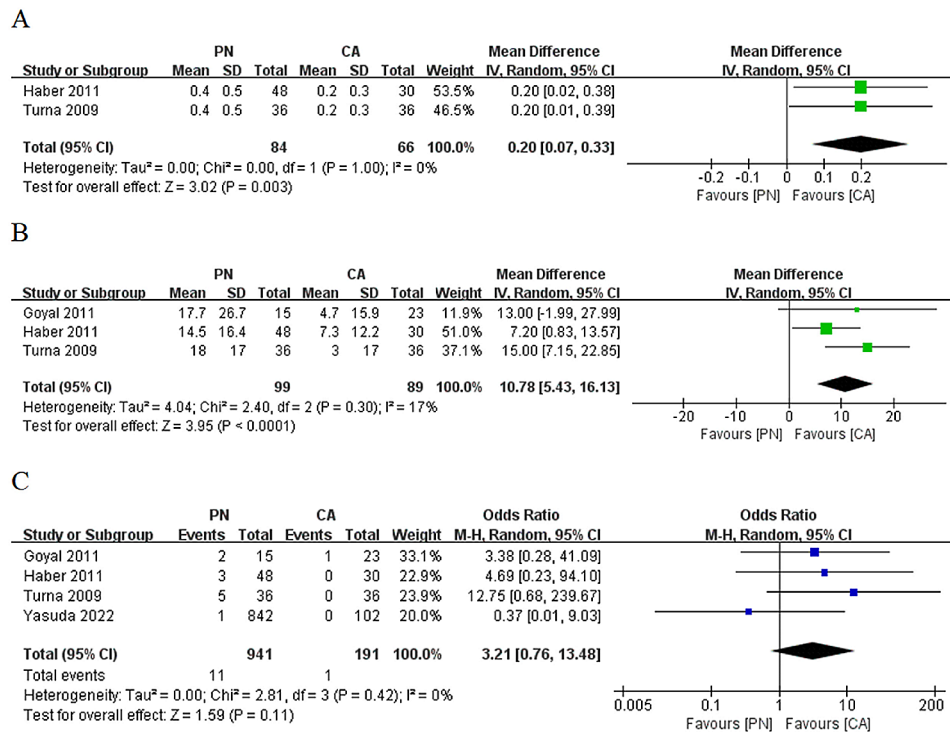 A
PN CA Mean Difference Mean Difference
Study or Subgroup Mean SD Total Mean SD Total Weight IV, Random, 95% CI IV, Random, 95% CI
Haber 2011 0.4 0.5 48 0.2 0.3 30 53.5% 0.20 [0.02, 0.38]
Turna 2009 0.4 0.5 36 0.2 0.3 36 46.5% 0.20 [0.01, 0.39]
Total (95% CI) 84 66 100.0% 0.20 [0.07, 0.33]
Heterogeneity: Tau² = 0.00; Chi² = 0.00, df = 1 (P = 1.00); I² = 0%
Test for overall effect: Z = 3.02 (P = 0.003)
-0.2 -0.1 0 0.1 0.2
Favours [PN] Favours [CA]
B
PN CA Mean Difference Mean Difference
Study or Subgroup Mean SD Total Mean SD Total Weight IV, Random, 95% CI IV, Random, 95% CI
Goyal 2011 17.7 26.7 15 4.7 15.9 23 11.9% 13.00 [-1.99, 27.99]
Haber 2011 14.5 16.4 48 7.3 12.2 30 51.0% 7.20 [0.83, 13.57]
Turna 2009 18 17 36 3 17 36 37.1% 15.00 [7.15, 22.85]
Total (95% CI) 99 89 100.0% 10.78 [5.43, 16.13]
Heterogeneity: Tau² = 4.04; Chi² = 2.40, df = 2 (P = 0.30); I² = 17%
Test for overall effect: Z = 3.95 (P < 0.0001)
-20 -10 0 10 20
Favours [PN] Favours [CA]
C
PN CA Odds Ratio Odds Ratio
Study or Subgroup Events Total Events Total Weight M-H, Random, 95% CI M-H, Random, 95% CI
Goyal 2011 2 15 1 23 33.1% 3.38 [0.28, 41.09]
Haber 2011 3 48 0 30 22.9% 4.69 [0.23, 94.10]
Turna 2009 5 36 0 36 23.9% 12.75 [0.68, 239.67]
Yasuda 2022 1 842 0 102 20.0% 0.37 [0.01, 9.03]
Total (95% CI) 941 191 100.0% 3.21 [0.76, 13.48]
Total events 11 1
Heterogeneity: Tau² = 0.00; Chi² = 2.81, df = 3 (P = 0.42); I² = 0%
Test for overall effect: Z = 1.59 (P = 0.11)
0.005 0.1 1 10 200
Favours [PN] Favours [CA]